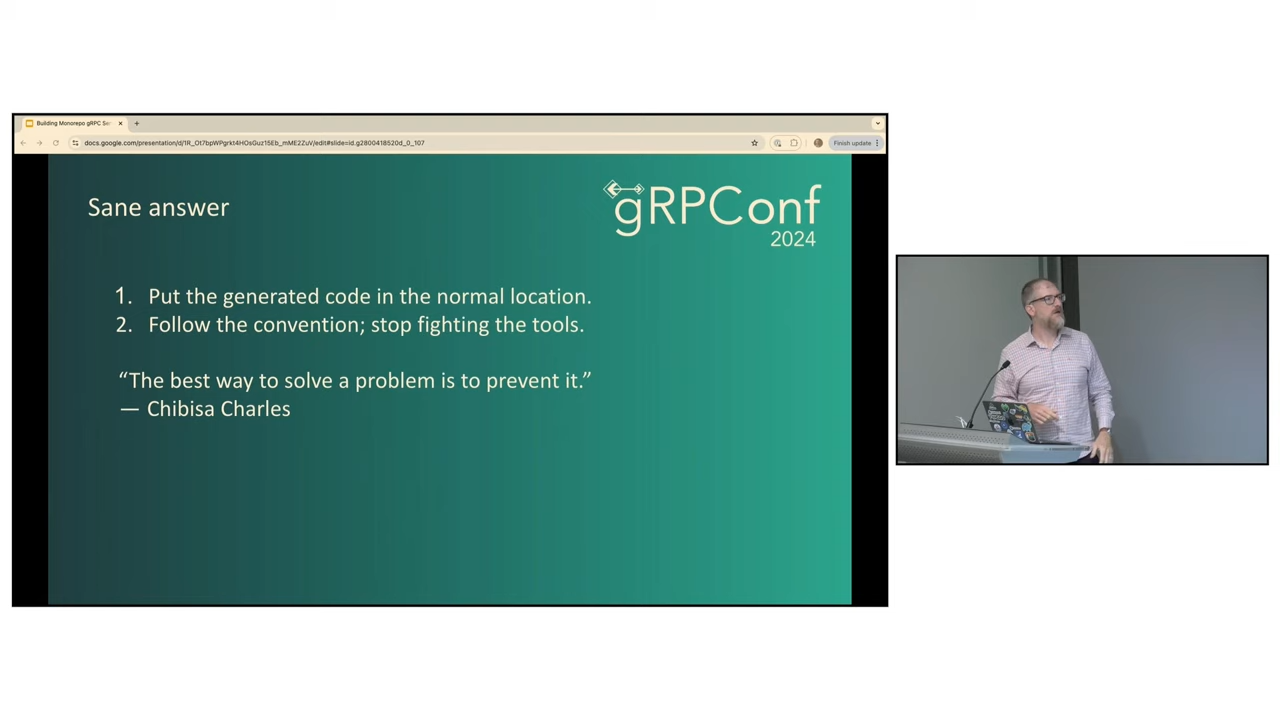 Building Monorepo gRPC Ser
docs.google.com/presentation/d/1R_Ot7bpWPgrkt4HOsGuz15Eb_mME2ZuV/edit#slide=id.g2800418520d_0_107
Finish update
Sane answer
gRPConf
2024
1. Put the generated code in the normal location.
2. Follow the convention; stop fighting the tools.
“The best way to solve a problem is to prevent it.”
— Chibisa Charles